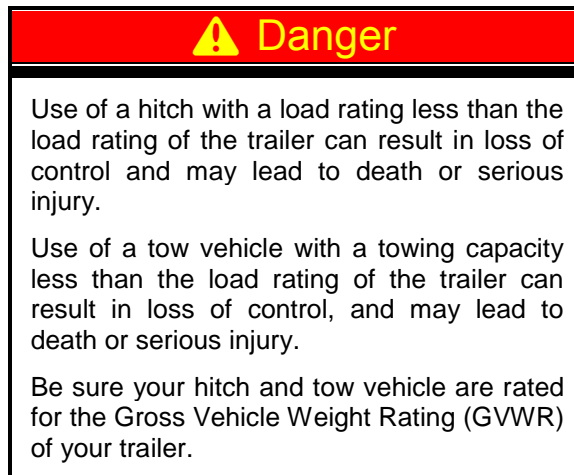 Danger
Use of a hitch with a load rating less than the
load rating of the trailer can result in loss of
control and may lead to death or serious
injury.
Use of a tow vehicle with a towing capacity
less than the load rating of the trailer can
result in loss of control, and may lead to
death or serious injury.
Be sure your hitch and tow vehicle are rated
for the Gross Vehicle Weight Rating (GVWR)
of your trailer.